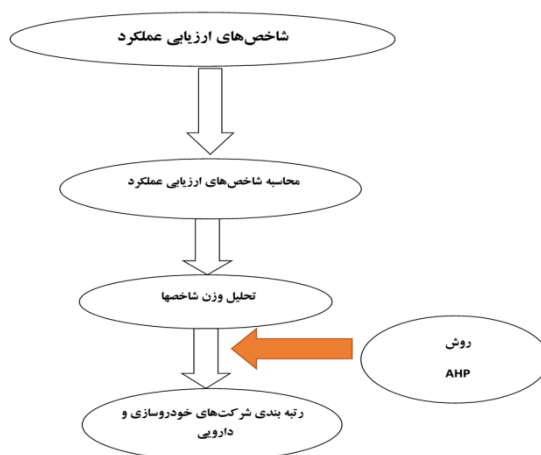 شاخص‌های ارزیابی عملکرد
محاسبه شاخص‌های ارزیابی عملکرد
تحلیل وزن شاخصها
روش
AHP
رتبه بندی شرکت‌های خودروسازی و
دارویی